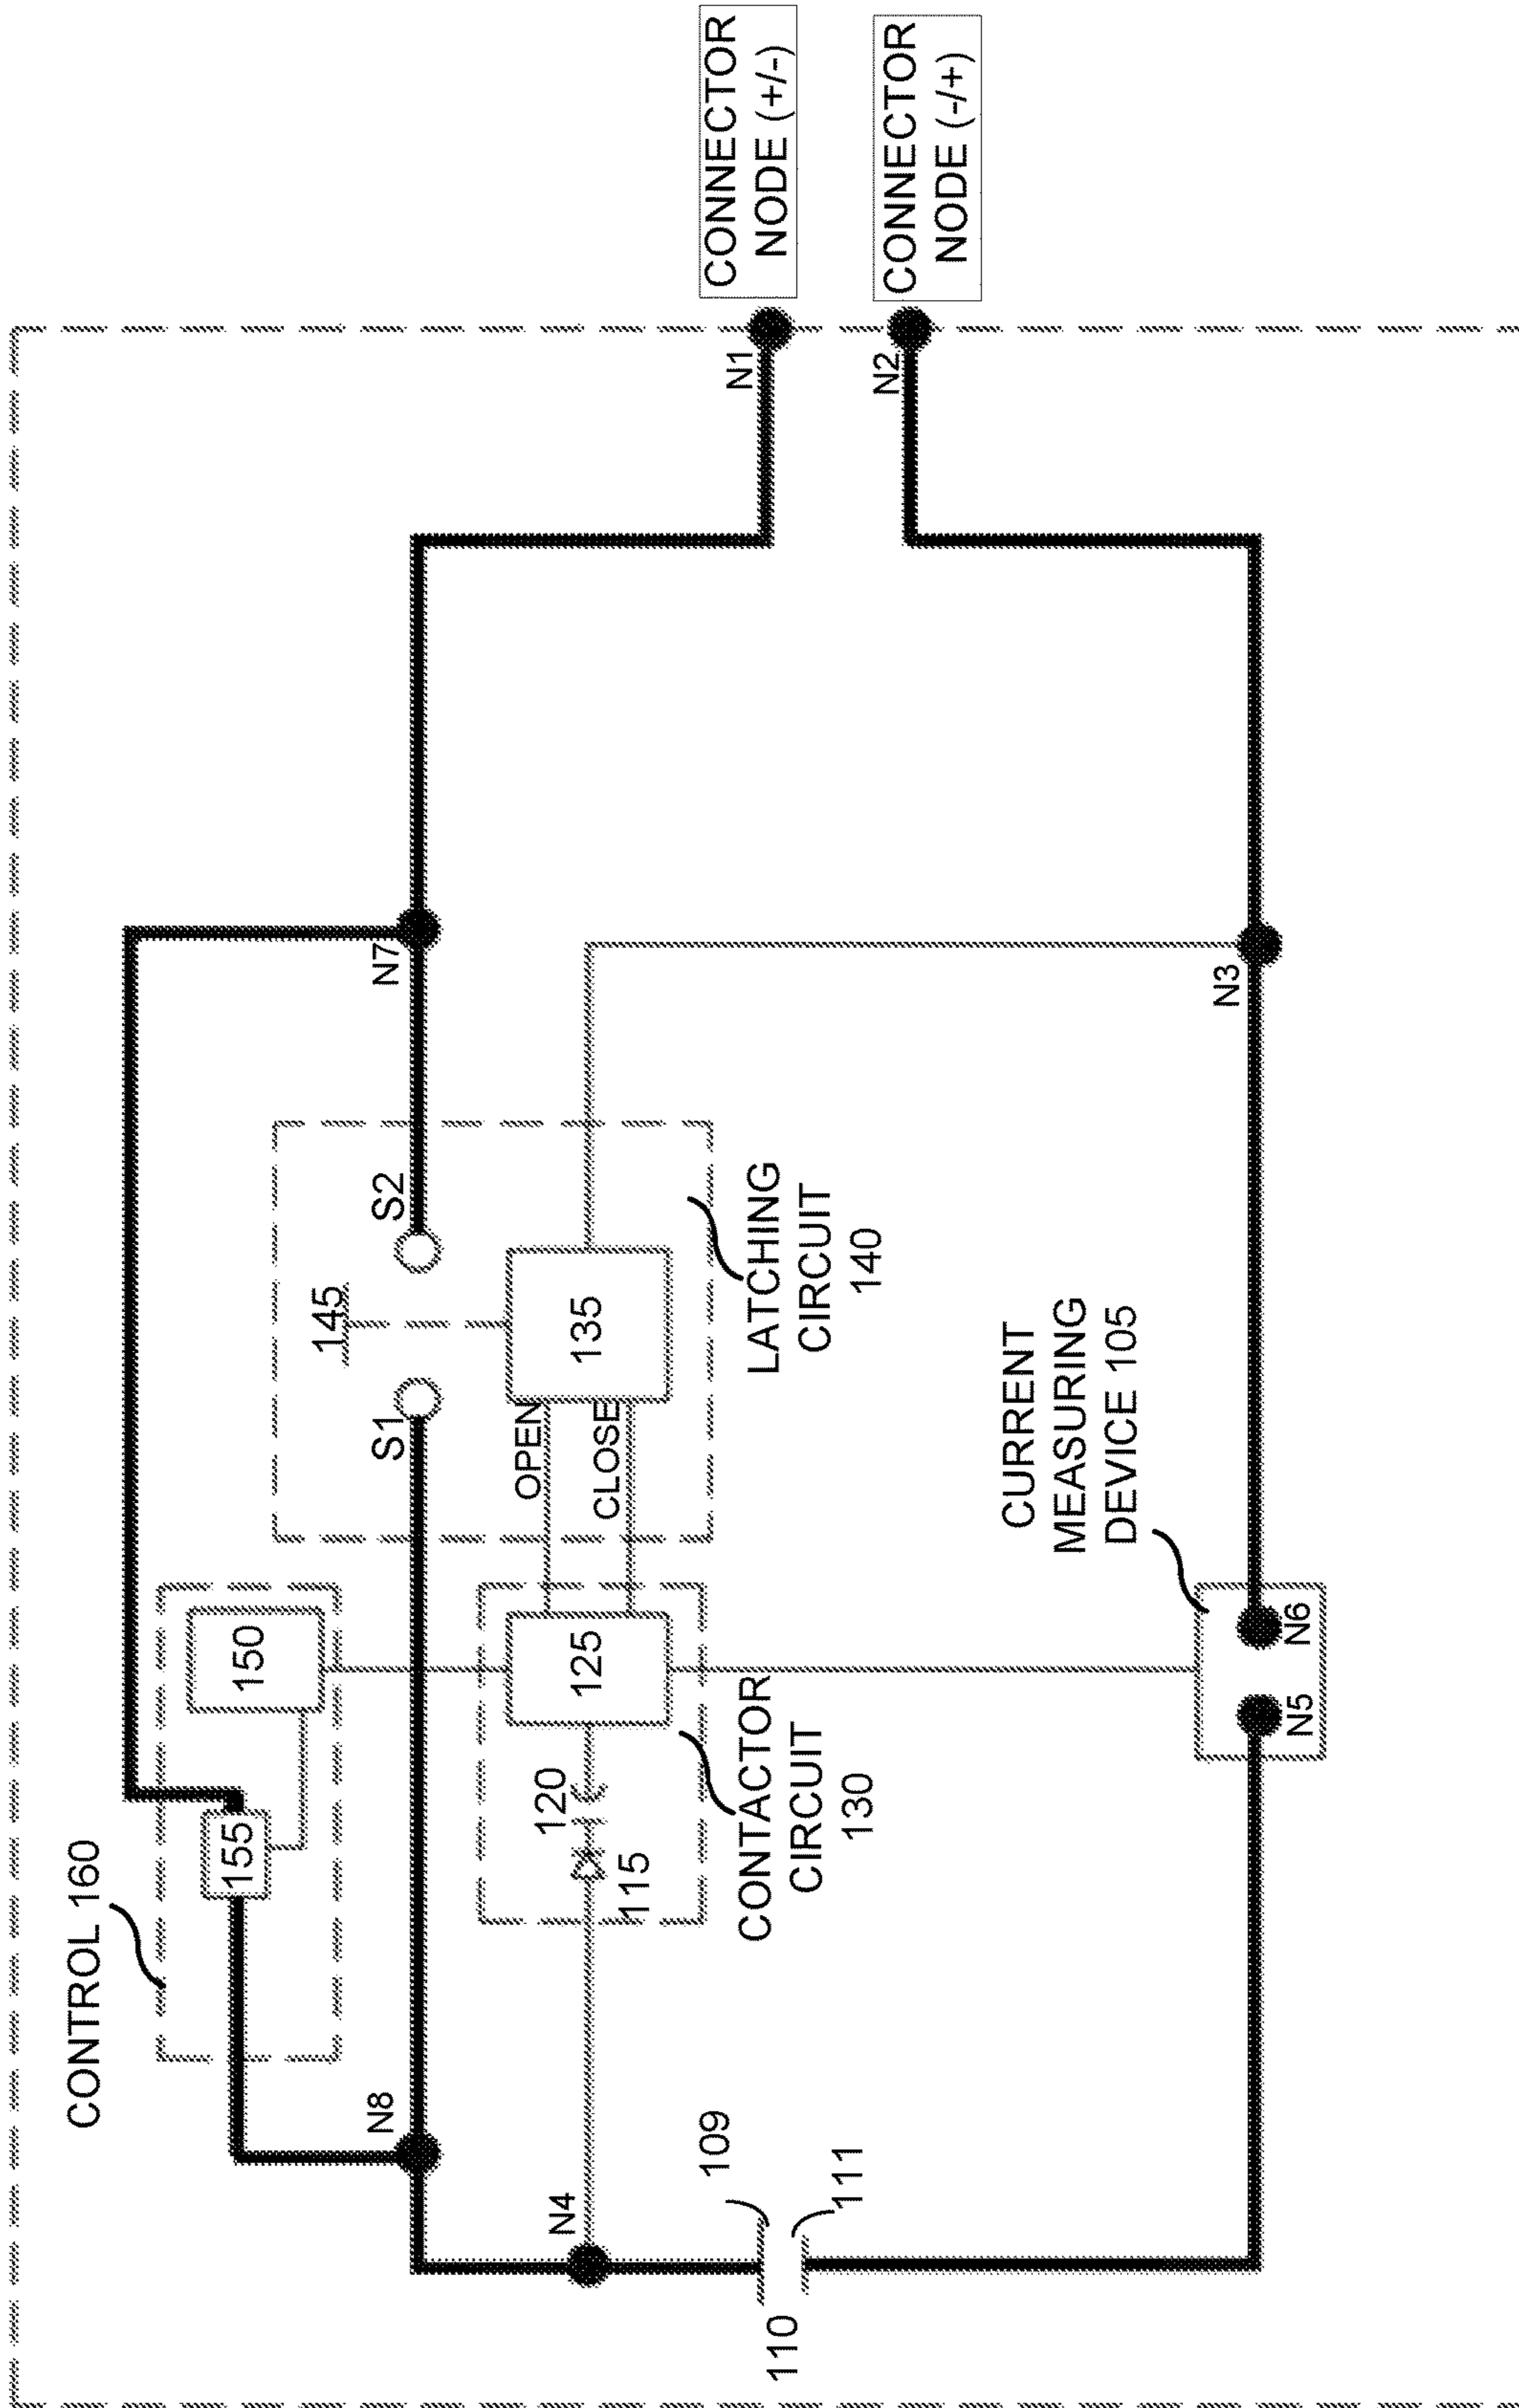 CONTROL 160
155
150
N8
N7
145
S1
S2
N4
115
120
125
OPEN
CLOSE
135
CONTACTOR
CIRCUIT
130
LATCHING
CIRCUIT
140
109
110
111
CURRENT
MEASURING
DEVICE 105
N5
N6
N3
N1
N2
CONNECTOR
NODE (+/-)
CONNECTOR
NODE (-/+)